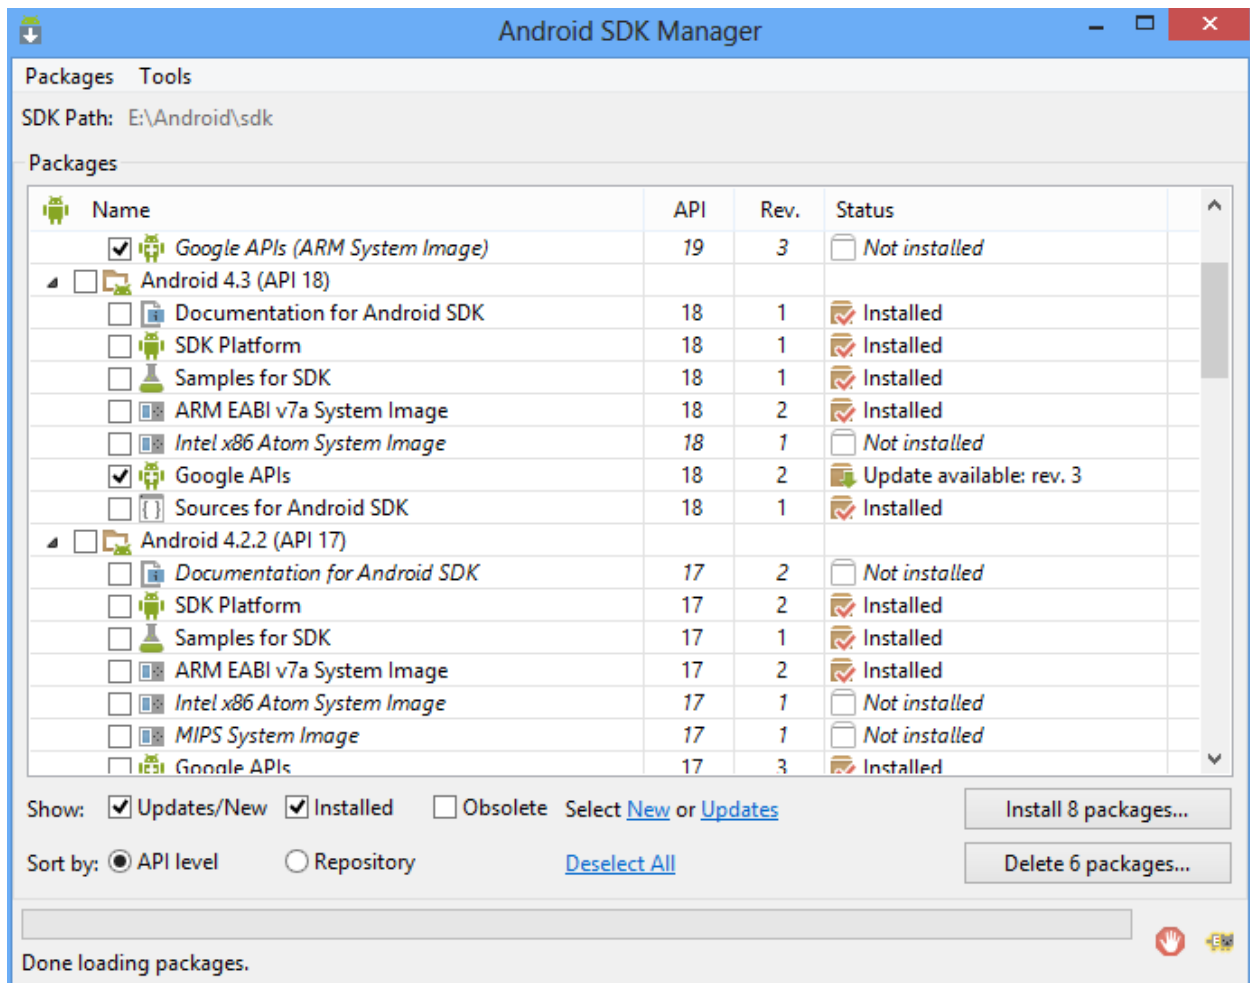 Android SDK Manager
Packages Tools
SDK Path: E:\Android\sdk
Packages
Name API Rev. Status
Google APIs (ARM System Image) 19 3 Not installed
Android 4.3 (API 18)
Documentation for Android SDK 18 1 Installed
SDK Platform 18 1 Installed
Samples for SDK 18 1 Installed
ARM EABI v7a System Image 18 2 Installed
Intel x86 Atom System Image 18 1 Not installed
Google APIs 18 2 Update available: rev. 3
Sources for Android SDK 18 1 Installed
Android 4.2.2 (API 17)
Documentation for Android SDK 17 2 Not installed
SDK Platform 17 2 Installed
Samples for SDK 17 1 Installed
ARM EABI v7a System Image 17 2 Installed
Intel x86 Atom System Image 17 1 Not installed
MIPS System Image 17 1 Not installed
Google APIs 17 3 Installed
Show: Updates/New Installed Obsolete Select New or Updates Install 8 packages...
Sort by: API level Repository Deselect All Delete 6 packages...
Done loading packages.